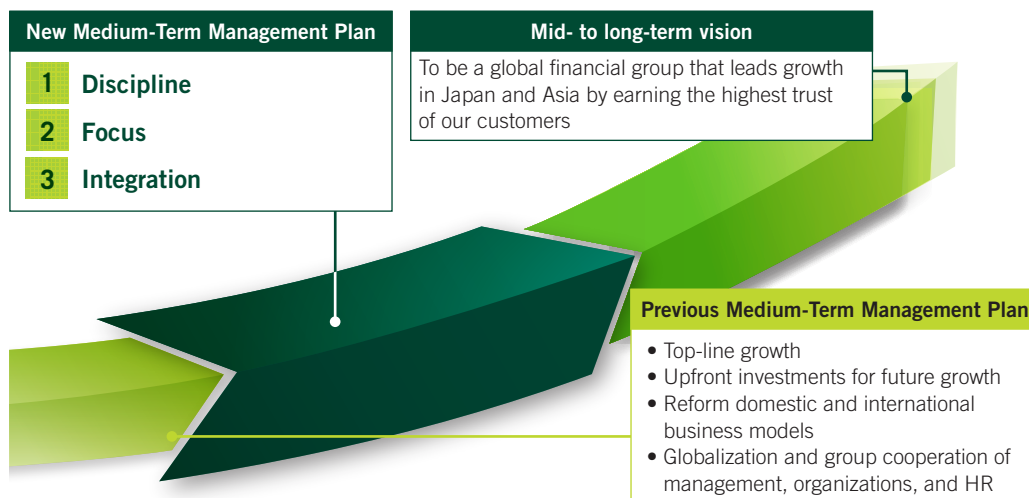 New Medium-Term Management Plan
1 Discipline
2 Focus
3 Integration
Mid- to long-term vision
To be a global financial group that leads growth
in Japan and Asia by earning the highest trust
of our customers
Previous Medium-Term Management Plan
• Top-line growth
• Upfront investments for future growth
• Reform domestic and international
business models
• Globalization and group cooperation of
management, organizations, and HR